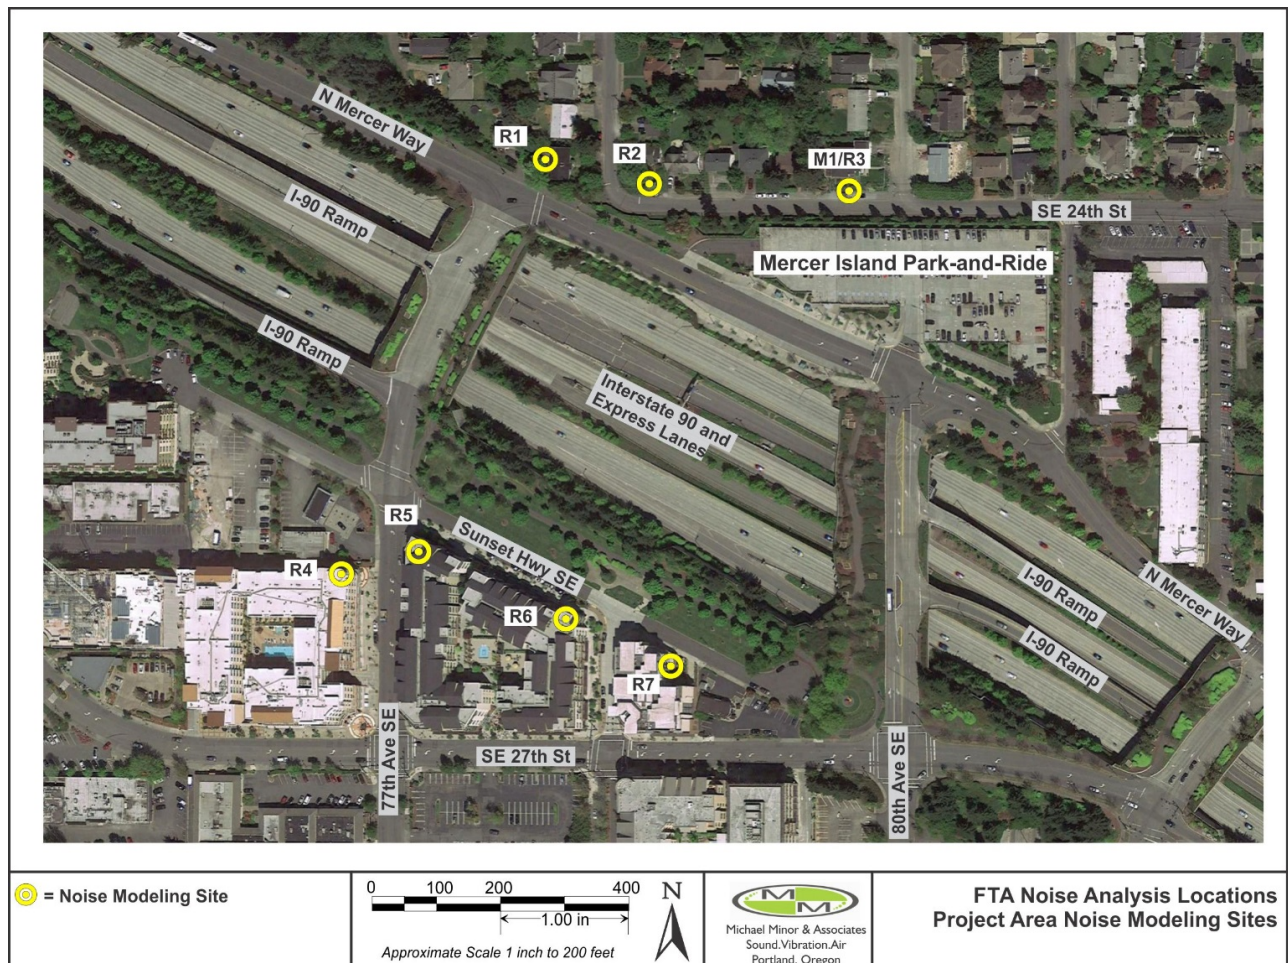 N Mercer Way
R1
R2
M1/R3
I-90 Ramp
SE 24th St
Mercer Island Park-and-Ride
I-90 Ramp
Interstate 90 and
Express Lanes
R5
Sunset Hwy SE
R4
R6
R7
I-90 Ramp
I-90 Ramp
N Mercer Way
77th Ave SE
SE 27th St
80th Ave SE
= Noise Modeling Site
0 100 200 400
1.00 in
Approximate Scale 1 inch to 200 feet
N
M M
Michael Minor & Associates
Sound.Vibration.Air
Portland, Oregon
FTA Noise Analysis Locations
Project Area Noise Modeling Sites